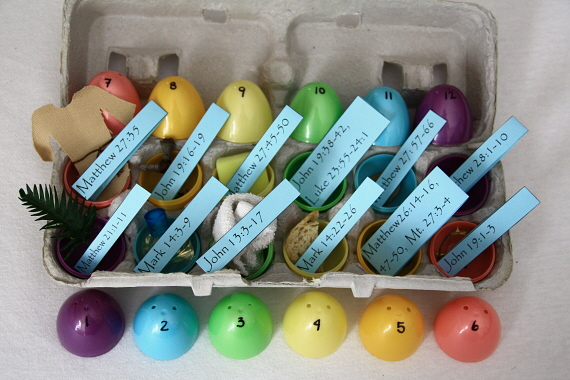 7 8 9 10 11 12
Matthew 27:35
John 19:16-19
Matthew 27:45-50
John 19:38-42,
Luke 23:55-24:1
Matthew 27:57-66
Matthew 28:1-10
Matthew 21:1-11
Mark 14:3-9
John 13:3-17
Mark 14:22-26
Matthew26:14-16,
47-50, Mt. 27:3-4
John 19:1-3
1 2 3 4 5 6